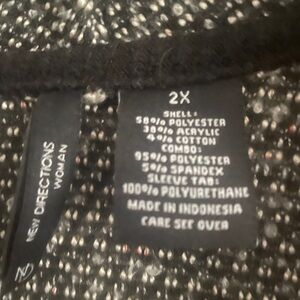 2X
SHELL:
58% POLYESTER
38% ACRYLIC
4% COTTON
COMBO:
95% POLYESTER
5% SPANDEX
SLEEVE TAB:
100% POLYURETHANE
MADE IN INDONESIA
CARE SEE OVER
NEW DIRECTIONS
WOMAN